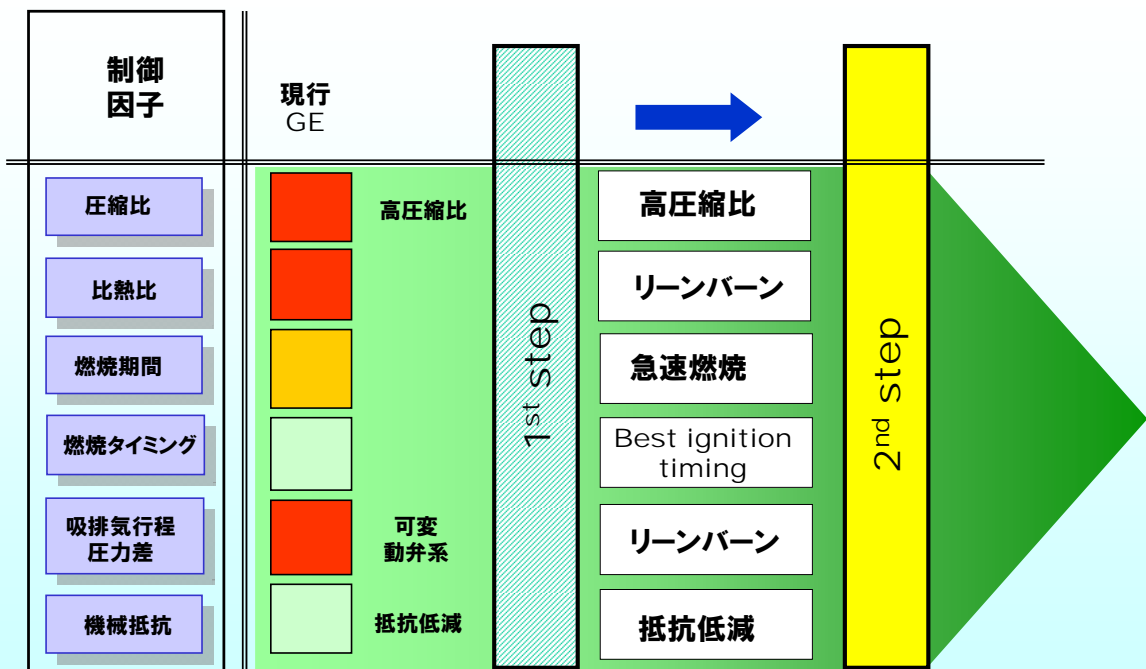 制御
因子
現行
GE
圧縮比
高圧縮比
高圧縮比
比熱比
リーンバーン
燃焼期間
急速燃焼
燃焼タイミング
Best ignition
timing
吸排気行程
圧力差
可変
動弁系
リーンバーン
機械抵抗
抵抗低減
抵抗低減
1st step
2nd step